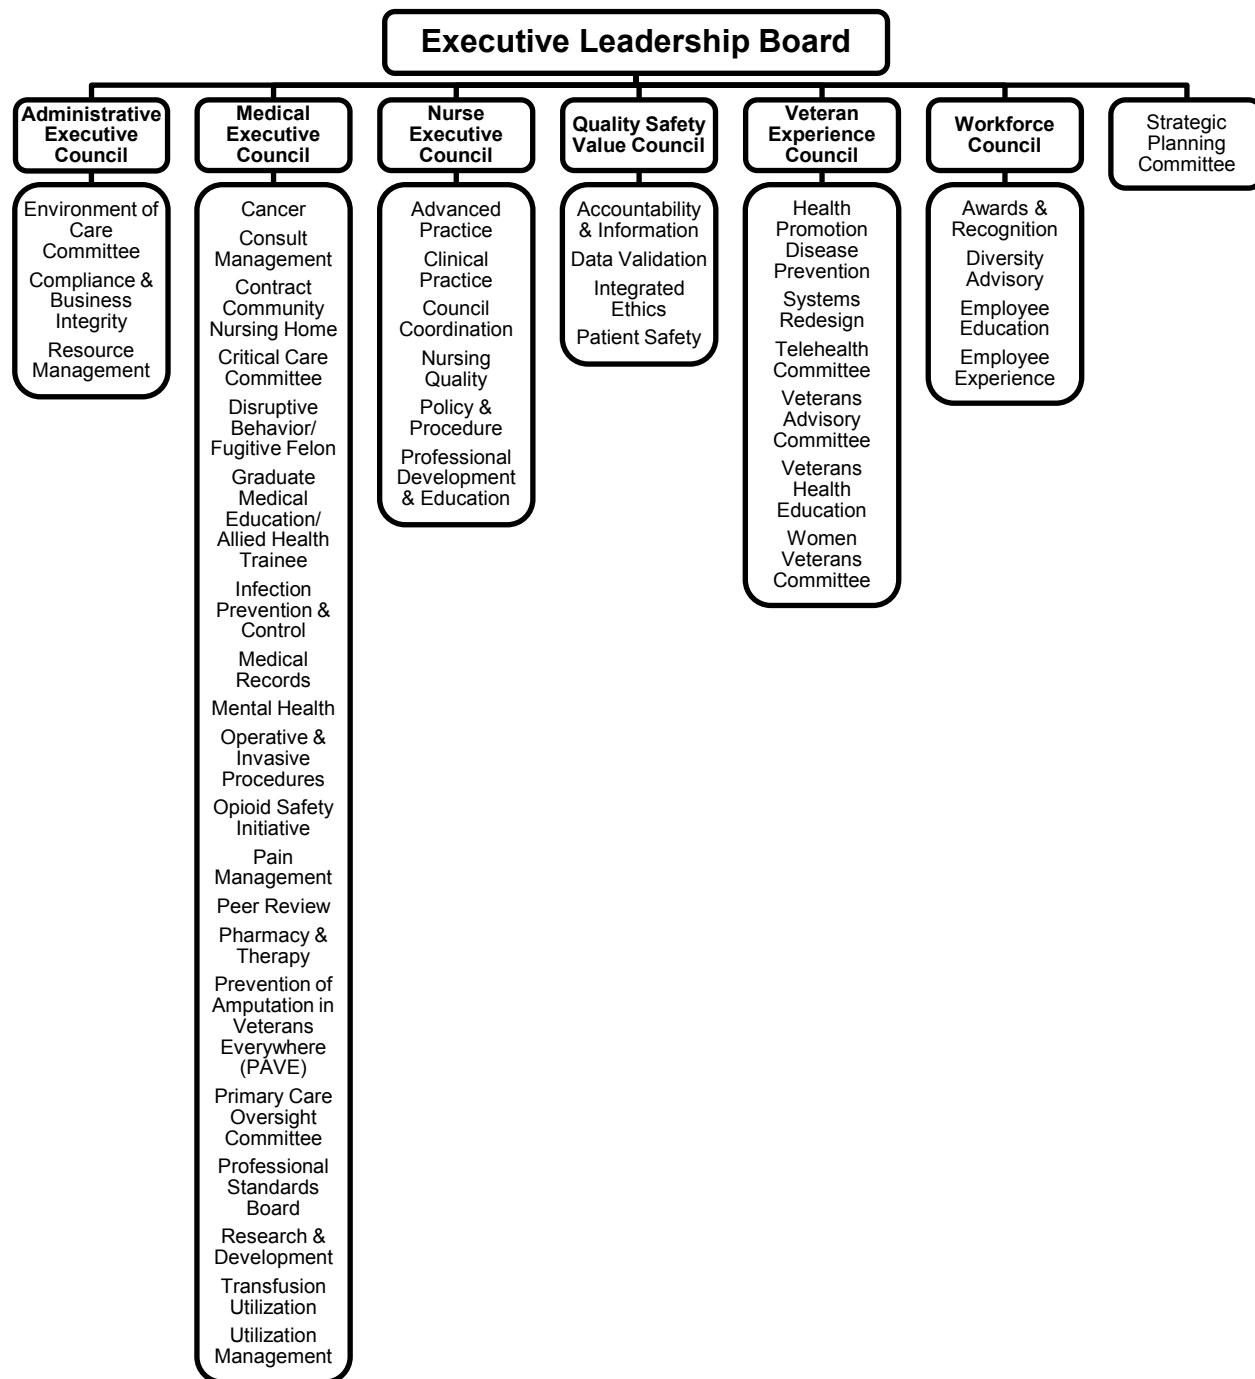 Executive Leadership Board
Administrative
Executive
Council
Environment of
Care
Committee
Compliance &
Business
Integrity
Resource
Management
Medical
Executive
Council
Cancer
Consult
Management
Contract
Community
Nursing Home
Critical Care
Committee
Disruptive
Behavior/
Fugitive Felon
Graduate
Medical
Education/
Allied Health
Trainee
Infection
Prevention &
Control
Medical
Records
Mental Health
Operative &
Invasive
Procedures
Opioid Safety
Initiative
Pain
Management
Peer Review
Pharmacy &
Therapy
Prevention of
Amputation in
Veterans
Everywhere
(PAVE)
Primary Care
Oversight
Committee
Professional
Standards
Board
Research &
Development
Transfusion
Utilization
Utilization
Management
Nurse
Executive
Council
Advanced
Practice
Clinical
Practice
Council
Coordination
Nursing
Quality
Policy &
Procedure
Professional
Development
& Education
Quality Safety
Value Council
Accountability
& Information
Data Validation
Integrated
Ethics
Patient Safety
Veteran
Experience
Council
Health
Promotion
Disease
Prevention
Systems
Redesign
Telehealth
Committee
Veterans
Advisory
Committee
Veterans
Health
Education
Women
Veterans
Committee
Workforce
Council
Awards &
Recognition
Diversity
Advisory
Employee
Education
Employee
Experience
Strategic
Planning
Committee